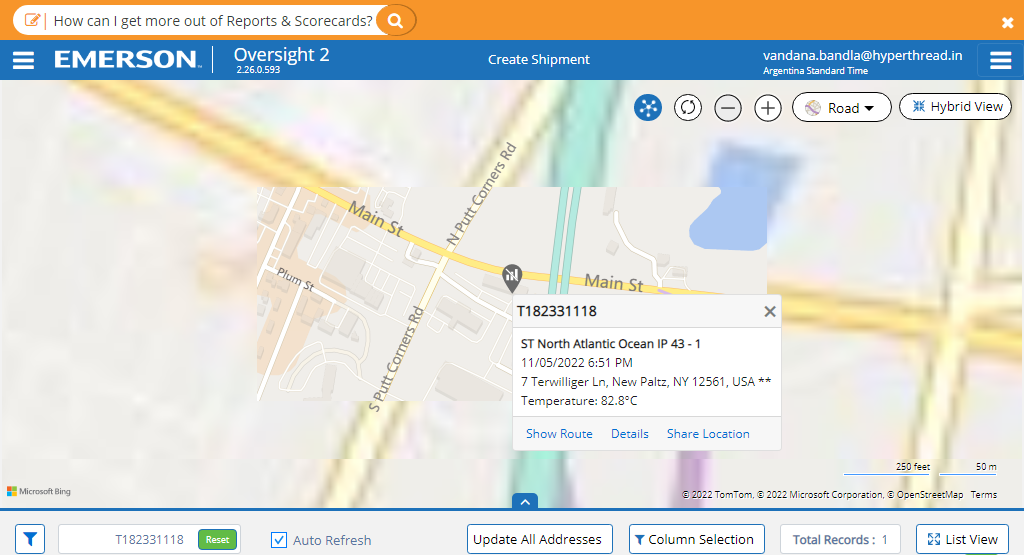 How can I get more out of Reports & Scorecards?
EMERSON™
Oversight 2
2.26.0.593
Create Shipment
vandana.bandla@hyperthread.in
Argentina Standard Time
Road
Hybrid View
N Putt Corners Rd
Main St
Plum St
Main St
S Putt Corners Rd
T182331118
ST North Atlantic Ocean IP 43 - 1
11/05/2022 6:51 PM
7 Terwilliger Ln, New Paltz, NY 12561, USA **
Temperature: 82.8°C
Show Route Details Share Location
250 feet 50 m
Microsoft Bing
© 2022 TomTom, © 2022 Microsoft Corporation, © OpenStreetMap Terms
T182331118 Reset
Auto Refresh
Update All Addresses
Column Selection
Total Records : 1
List View